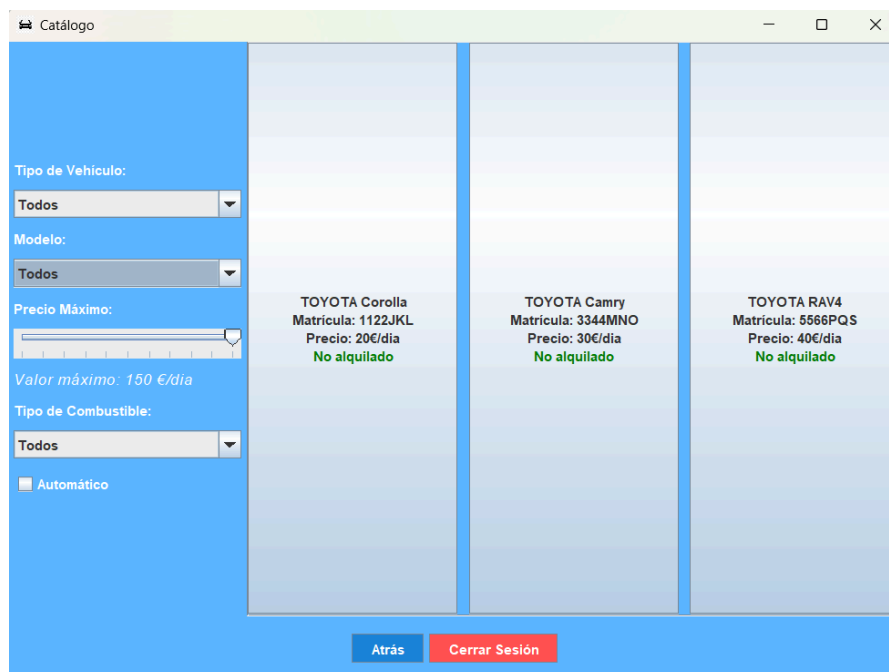 Catálogo
Tipo de Vehículo:
Todos
Modelo:
Todos
Precio Máximo:
Valor máximo: 150 €/dia
Tipo de Combustible:
Todos
Automático
TOYOTA Corolla
Matrícula: 1122JKL
Precio: 20€/dia
No alquilado
TOYOTA Camry
Matrícula: 3344MNO
Precio: 30€/dia
No alquilado
TOYOTA RAV4
Matrícula: 5566PQS
Precio: 40€/dia
No alquilado
Atrás
Cerrar Sesión